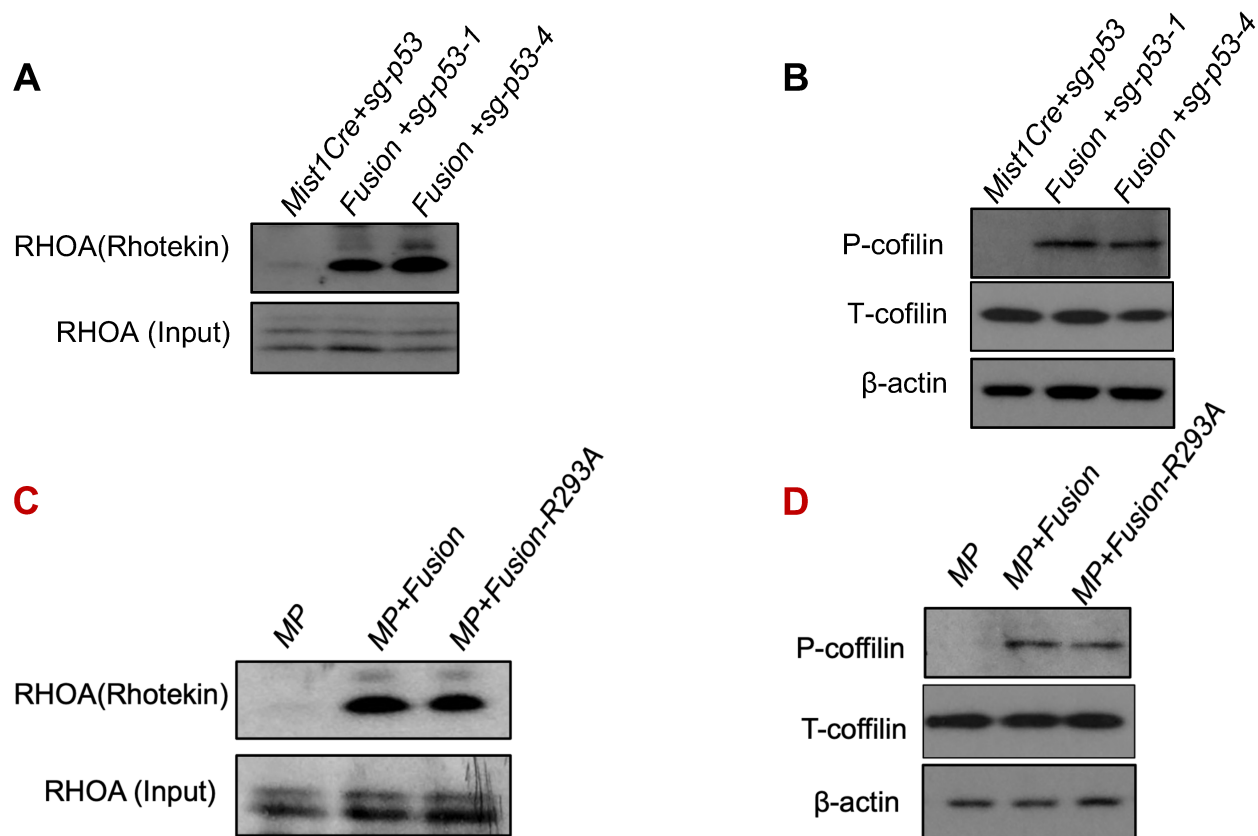 A
Mist1Cre+sg-p53
Fusion +sg-p53-1
Fusion +sg-p53-4
RHOA(Rhotekin)
RHOA (Input)
B
Mist1Cre+sg-p53
Fusion +sg-p53-1
Fusion +sg-p53-4
P-cofilin
T-cofilin
β-actin
C
MP
MP+Fusion
MP+Fusion-R293A
RHOA(Rhotekin)
RHOA (Input)
D
MP
MP+Fusion
MP+Fusion-R293A
P-coffilin
T-coffilin
β-actin